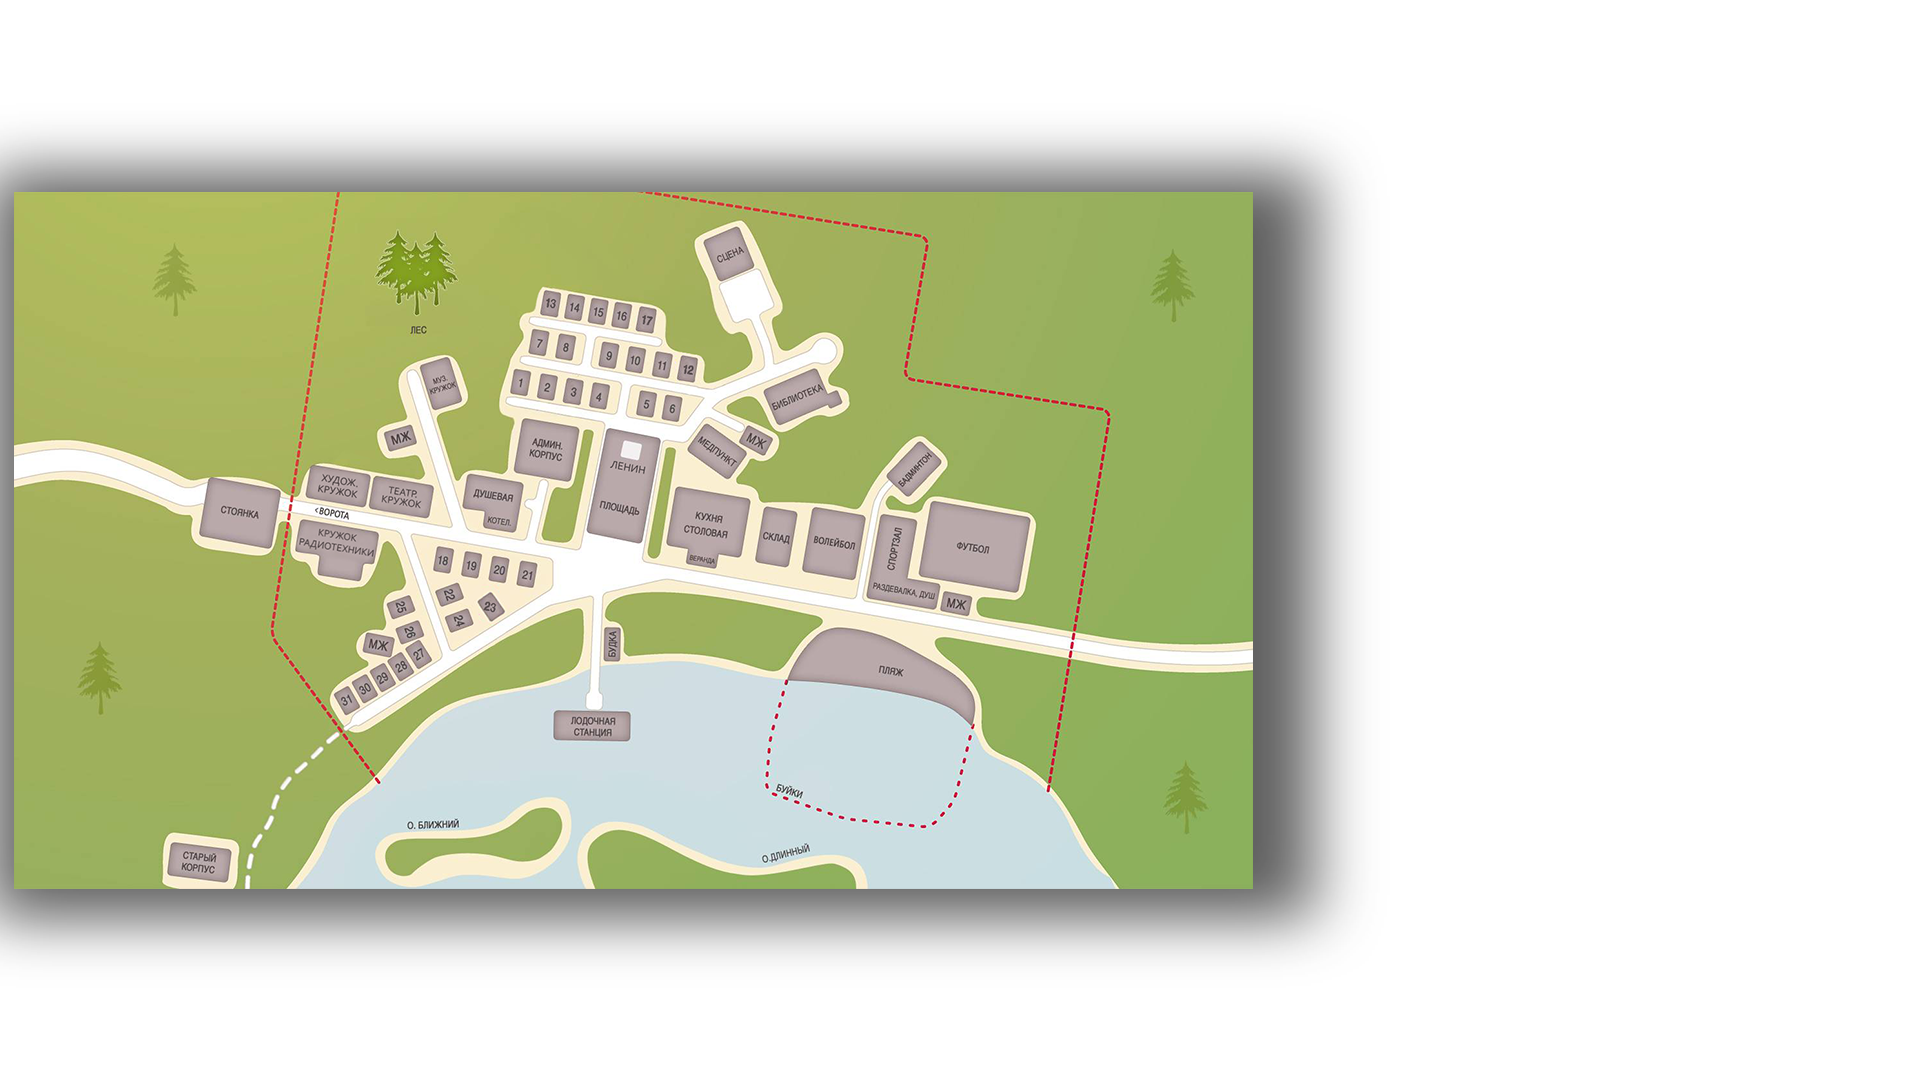 СЦЕНА
13 14 15 16 17
ЛЕС
7 8 9 10 11 12
МУЗ.
КРУЖОК
1 2 3 4 5 6
БИБЛИОТЕКА
МЖ
АДМИН.
КОРПУС
ЛЕНИН
ПЛОЩАДЬ
МЕДПУНКТ
МЖ
БАДМИНТОН
СТОЯНКА
ХУДОЖ.
КРУЖОК
ТЕАТР.
КРУЖОК
<ВОРОТА
КРУЖОК
РАДИОТЕХНИКИ
ДУШЕВАЯ
КОТЕЛ.
КУХНЯ
СТОЛОВАЯ
ВЕРАНДА
СКЛАД
ВОЛЕЙБОЛ
СПОРТЗАЛ
РАЗДЕВАЛКА, ДУШ
ФУТБОЛ
МЖ
18 19 20 21
22 23
24
25
26
МЖ
27
28
29
30
31
БУДКА
ПЛЯЖ
ЛОДОЧНАЯ
СТАНЦИЯ
БУЙКИ
О. БЛИЖНИЙ
О.ДЛИННЫЙ
СТАРЫЙ
КОРПУС